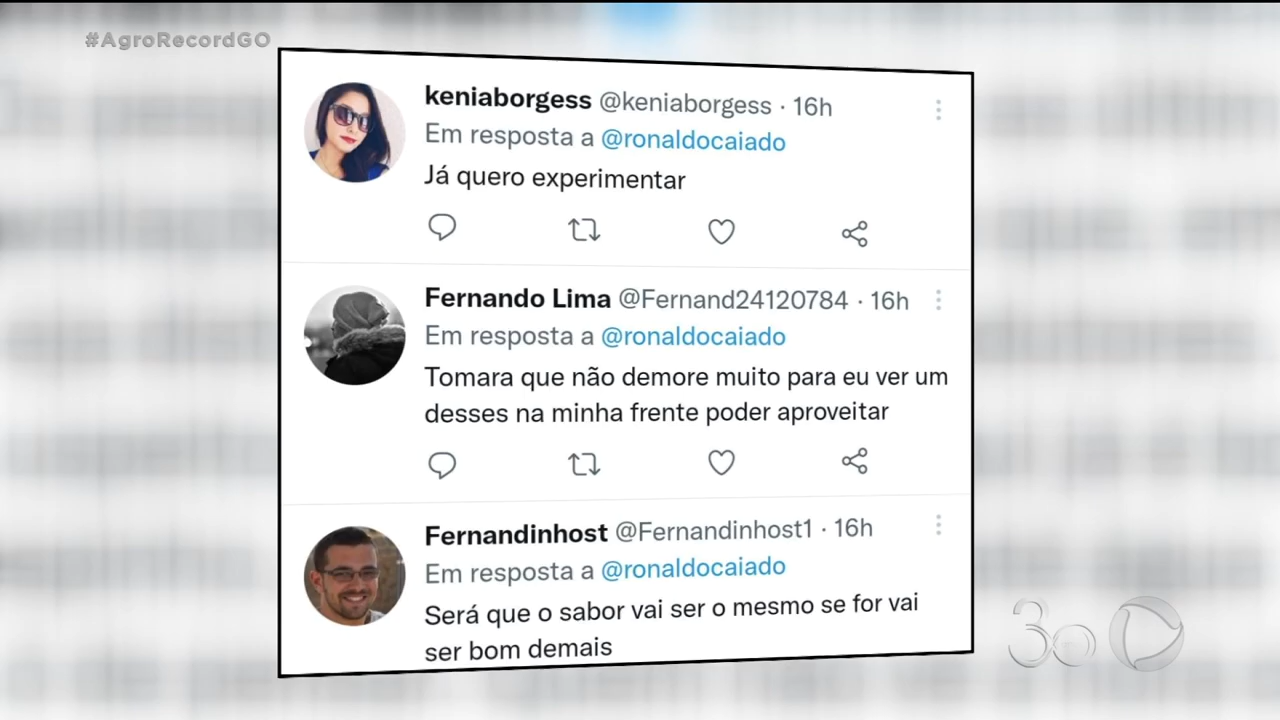 #AgroRecordGO
keniaborgess @keniaborgess · 16h
Em resposta a @ronaldocaiado
Já quero experimentar
Fernando Lima @Fernand24120784 · 16h
Em resposta a @ronaldocaiado
Tomara que não demore muito para eu ver um
desses na minha frente poder aproveitar
Fernandinhost @Fernandinhost1 · 16h
Em resposta a @ronaldocaiado
Será que o sabor vai ser o mesmo se for vai
ser bom demais
30